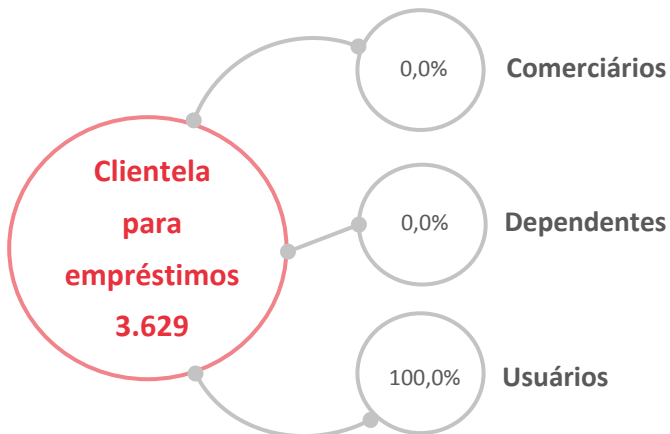 Clientela
para
empréstimos
3.629
0,0% Comerciários
0,0% Dependentes
100,0% Usuários